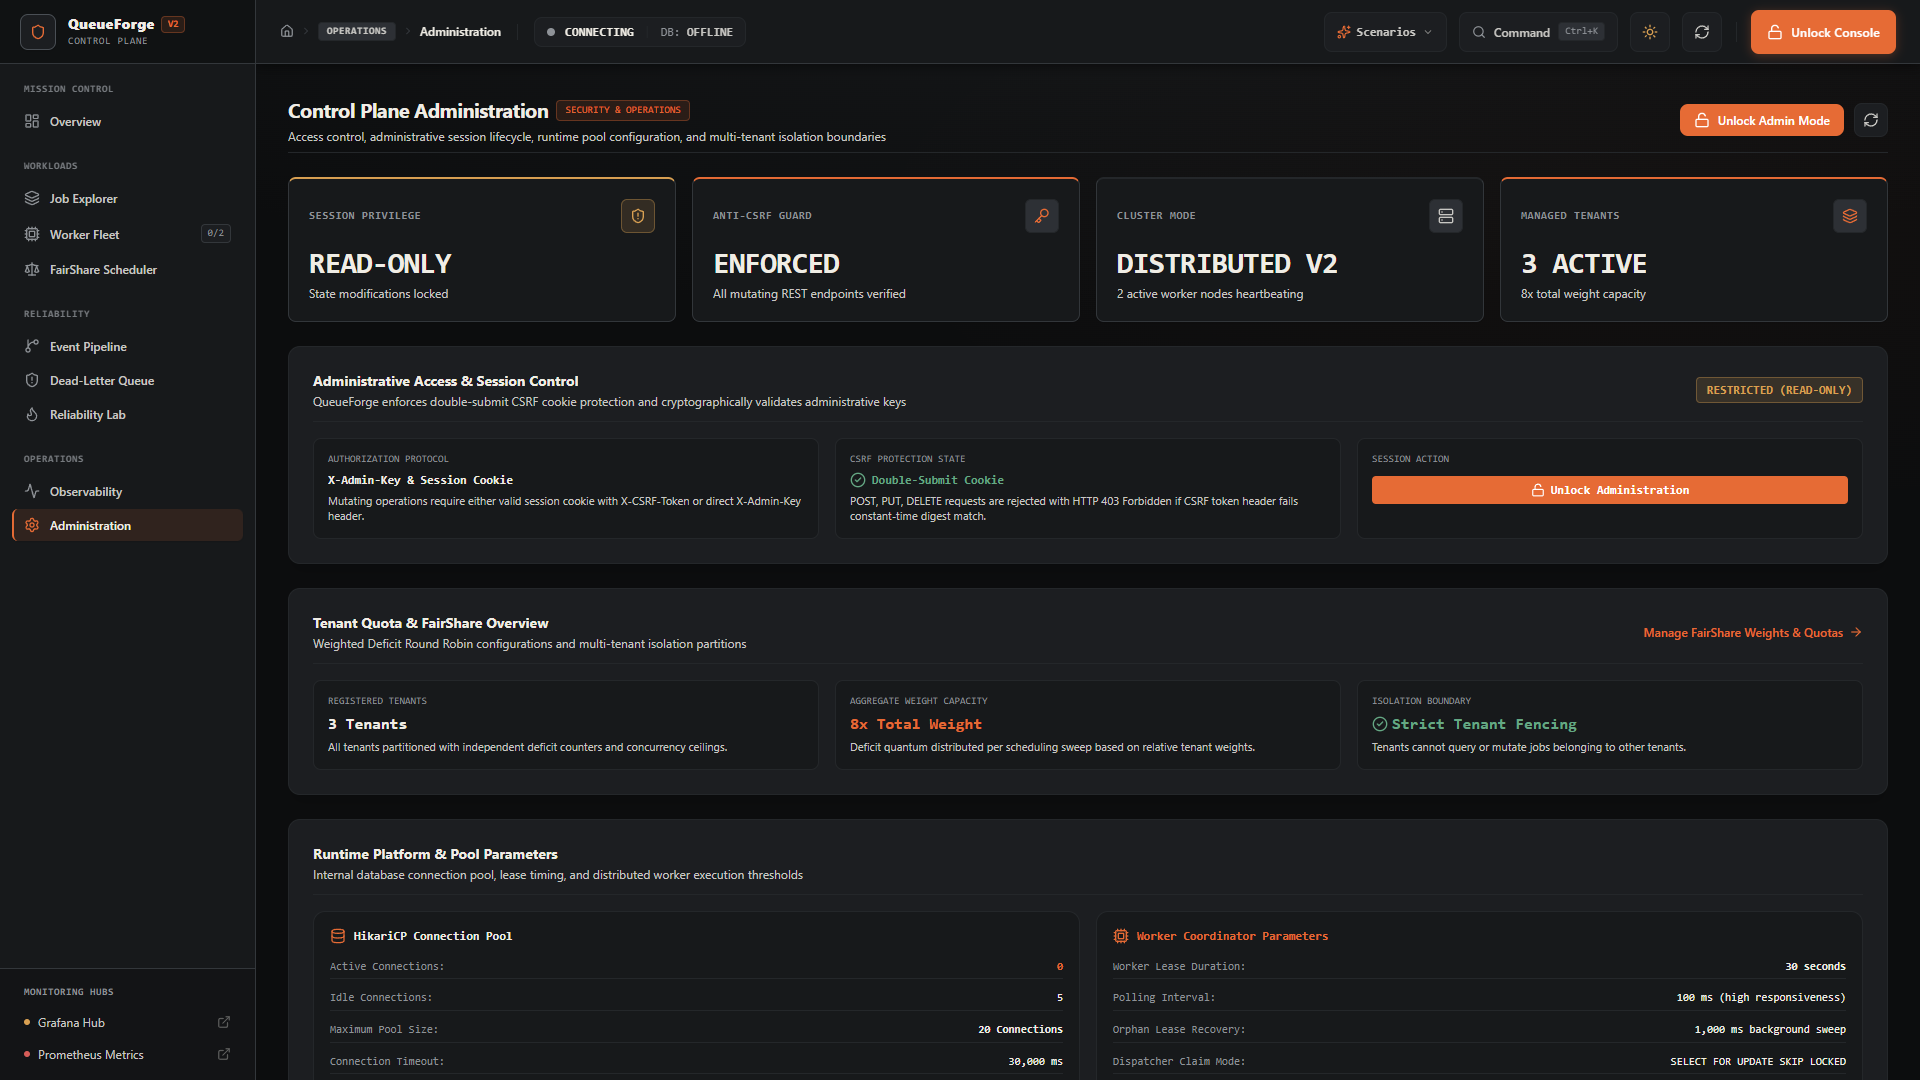 QueueForge V2
CONTROL PLANE
OPERATIONS
Administration
CONNECTING
DB: OFFLINE
Scenarios
Command Ctrl+K
Unlock Console
MISSION CONTROL
Overview
WORKLOADS
Job Explorer
Worker Fleet 0/2
FairShare Scheduler
RELIABILITY
Event Pipeline
Dead-Letter Queue
Reliability Lab
OPERATIONS
Observability
Administration
MONITORING HUBS
Grafana Hub
Prometheus Metrics
Control Plane Administration SECURITY & OPERATIONS
Access control, administrative session lifecycle, runtime pool configuration, and multi-tenant isolation boundaries
Unlock Admin Mode
SESSION PRIVILEGE
READ-ONLY
State modifications locked
ANTI-CSRF GUARD
ENFORCED
All mutating REST endpoints verified
CLUSTER MODE
DISTRIBUTED V2
2 active worker nodes heartbeating
MANAGED TENANTS
3 ACTIVE
8x total weight capacity
Administrative Access & Session Control
QueueForge enforces double-submit CSRF cookie protection and cryptographically validates administrative keys
RESTRICTED (READ-ONLY)
AUTHORIZATION PROTOCOL
X-Admin-Key & Session Cookie
Mutating operations require either valid session cookie with X-CSRF-Token or direct X-Admin-Key
header.
CSRF PROTECTION STATE
Double-Submit Cookie
POST, PUT, DELETE requests are rejected with HTTP 403 Forbidden if CSRF token header fails
constant-time digest match.
SESSION ACTION
Unlock Administration
Tenant Quota & FairShare Overview
Weighted Deficit Round Robin configurations and multi-tenant isolation partitions
Manage FairShare Weights & Quotas
REGISTERED TENANTS
3 Tenants
All tenants partitioned with independent deficit counters and concurrency ceilings.
AGGREGATE WEIGHT CAPACITY
8x Total Weight
Deficit quantum distributed per scheduling sweep based on relative tenant weights.
ISOLATION BOUNDARY
Strict Tenant Fencing
Tenants cannot query or mutate jobs belonging to other tenants.
Runtime Platform & Pool Parameters
Internal database connection pool, lease timing, and distributed worker execution thresholds
HikariCP Connection Pool
Active Connections: 0
Idle Connections: 5
Maximum Pool Size: 20 Connections
Connection Timeout: 30,000 ms
Worker Coordinator Parameters
Worker Lease Duration: 30 seconds
Polling Interval: 100 ms (high responsiveness)
Orphan Lease Recovery: 1,000 ms background sweep
Dispatcher Claim Mode: SELECT FOR UPDATE SKIP LOCKED